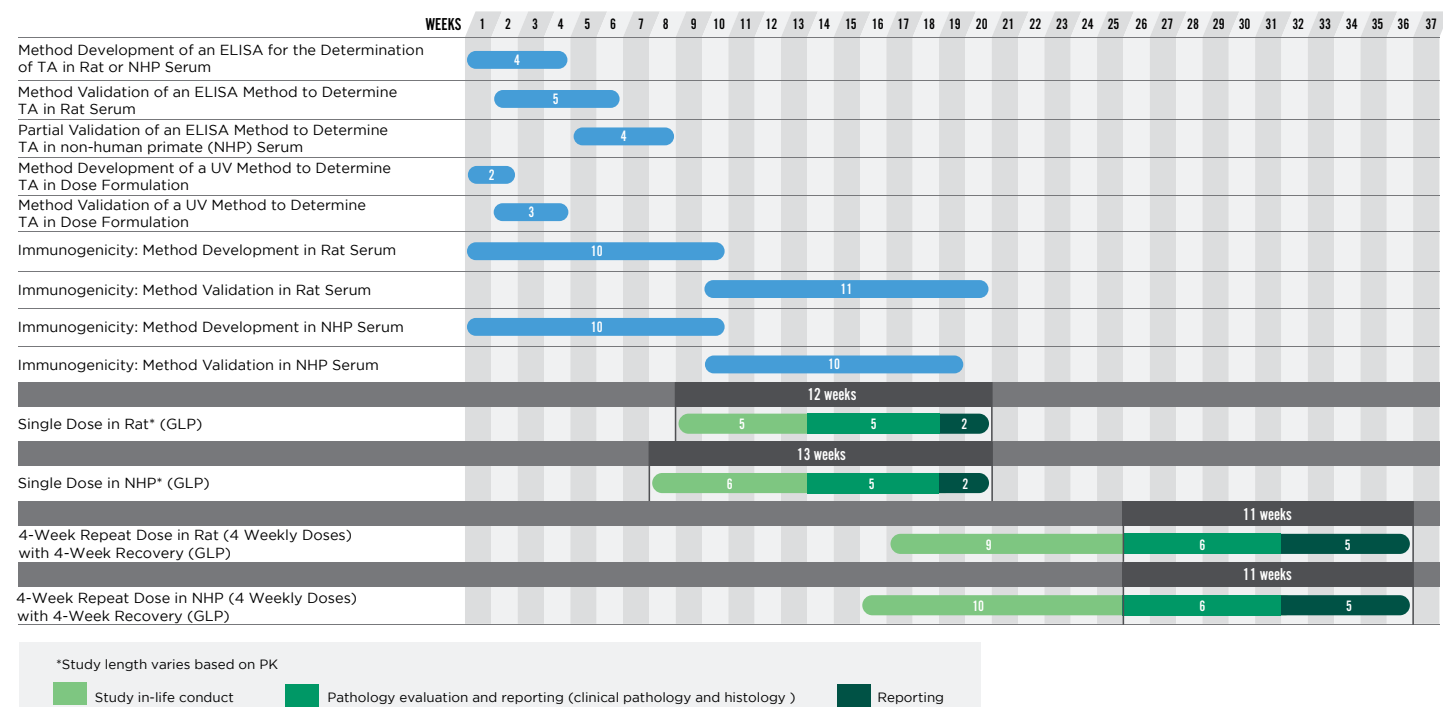 WEEKS 1 2 3 4 5 6 7 8 9 10 11 12 13 14 15 16 17 18 19 20 21 22 23 24 25 26 27 28 29 30 31 32 33 34 35 36 37
Method Development of an ELISA for the Determination
of TA in Rat or NHP Serum
4
Method Validation of an ELISA Method to Determine
TA in Rat Serum
5
Partial Validation of an ELISA Method to Determine
TA in non-human primate (NHP) Serum
4
Method Development of a UV Method to Determine
TA in Dose Formulation
2
Method Validation of a UV Method to Determine
TA in Dose Formulation
3
Immunogenicity: Method Development in Rat Serum
10
Immunogenicity: Method Validation in Rat Serum
11
Immunogenicity: Method Development in NHP Serum
10
Immunogenicity: Method Validation in NHP Serum
10
12 weeks
Single Dose in Rat* (GLP)
5 5 2
13 weeks
Single Dose in NHP* (GLP)
6 5 2
11 weeks
4-Week Repeat Dose in Rat (4 Weekly Doses)
with 4-Week Recovery (GLP)
9 6 5
11 weeks
4-Week Repeat Dose in NHP (4 Weekly Doses)
with 4-Week Recovery (GLP)
10 6 5
*Study length varies based on PK
Study in-life conduct
Pathology evaluation and reporting (clinical pathology and histology )
Reporting